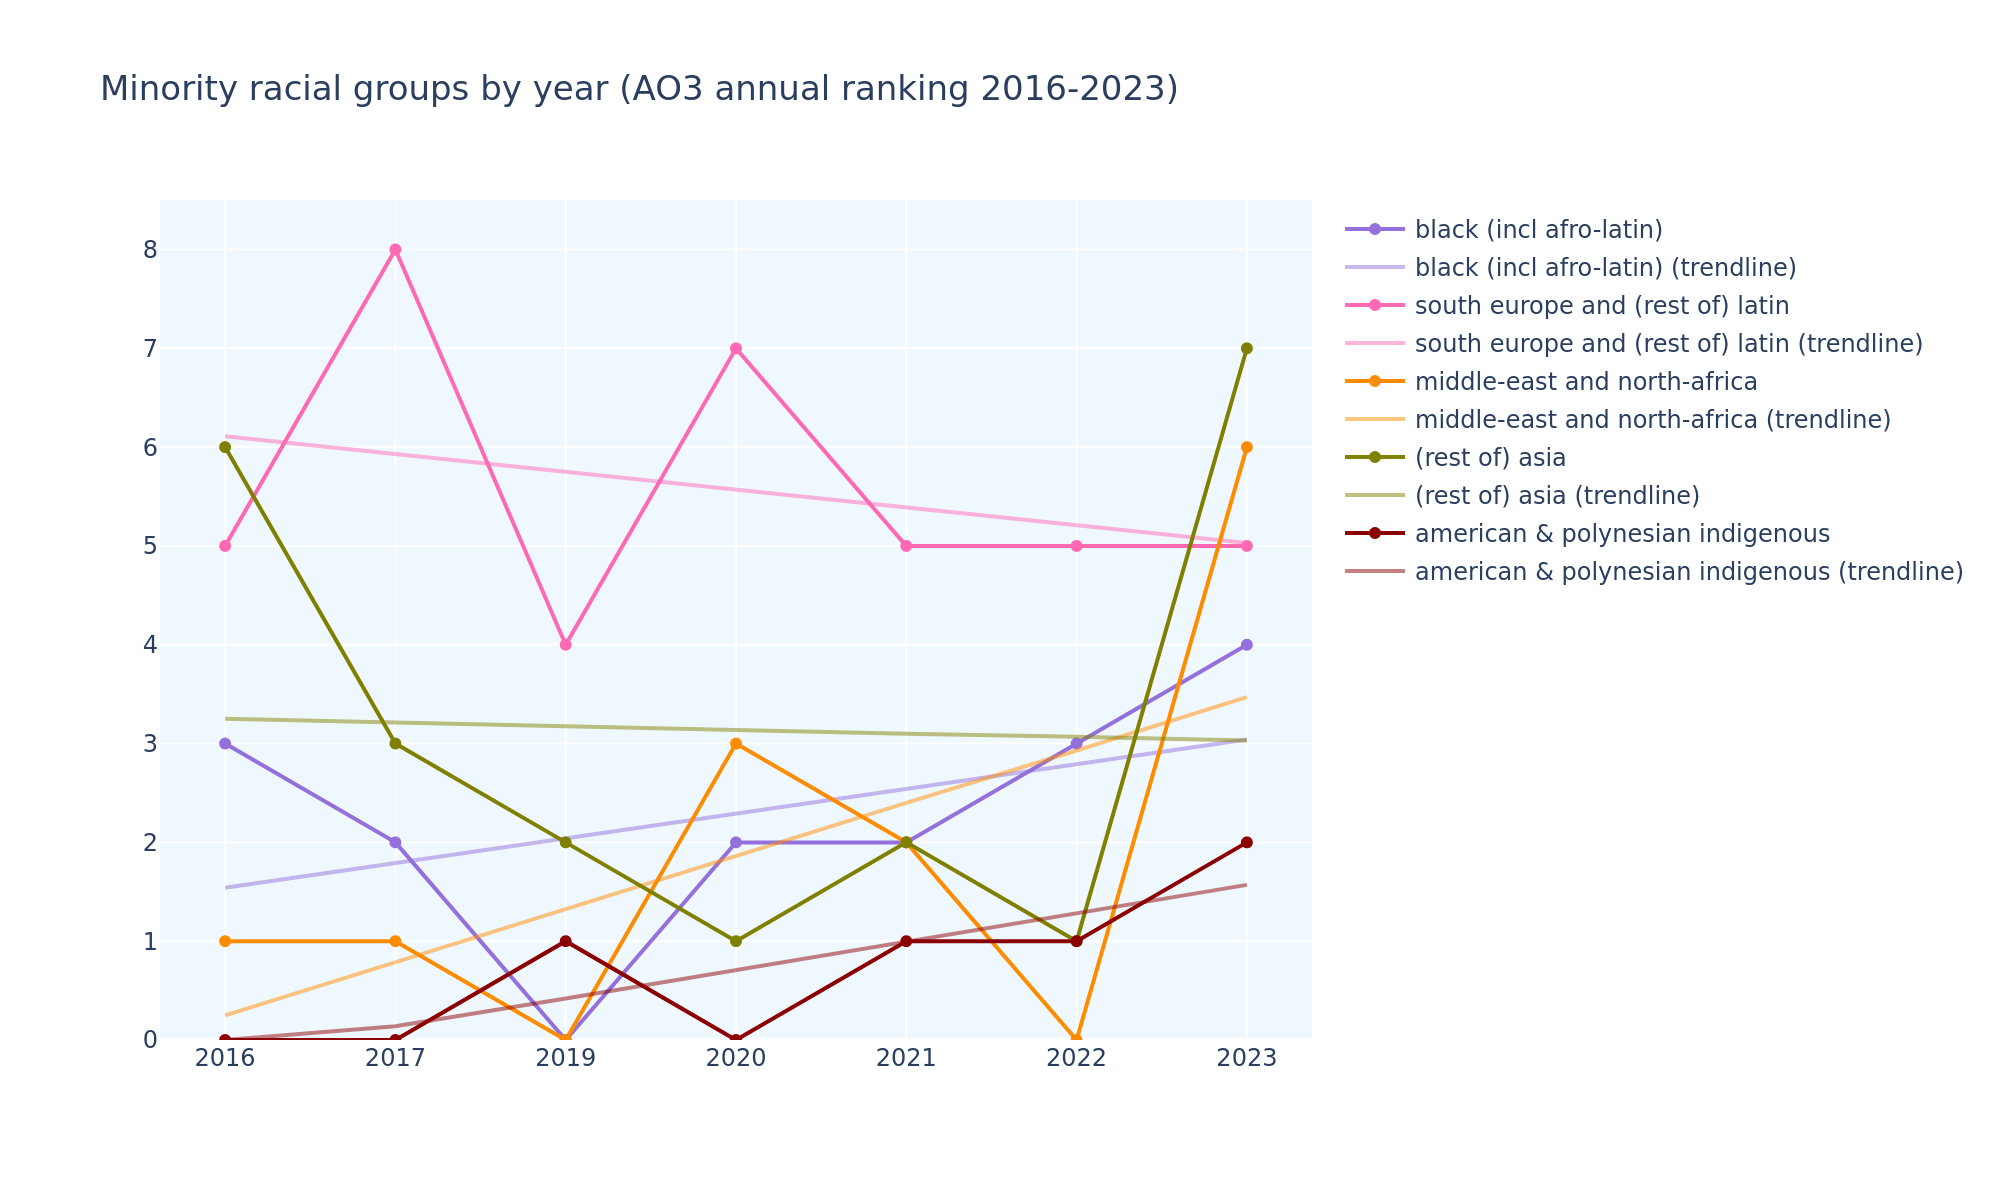 Minority racial groups by year (AO3 annual ranking 2016-2023)
8
7
6
5
4
3
2
1
0
2016 2017 2019 2020 2021 2022 2023
black (incl afro-latin)
black (incl afro-latin) (trendline)
south europe and (rest of) latin
south europe and (rest of) latin (trendline)
middle-east and north-africa
middle-east and north-africa (trendline)
(rest of) asia
(rest of) asia (trendline)
american & polynesian indigenous
american & polynesian indigenous (trendline)